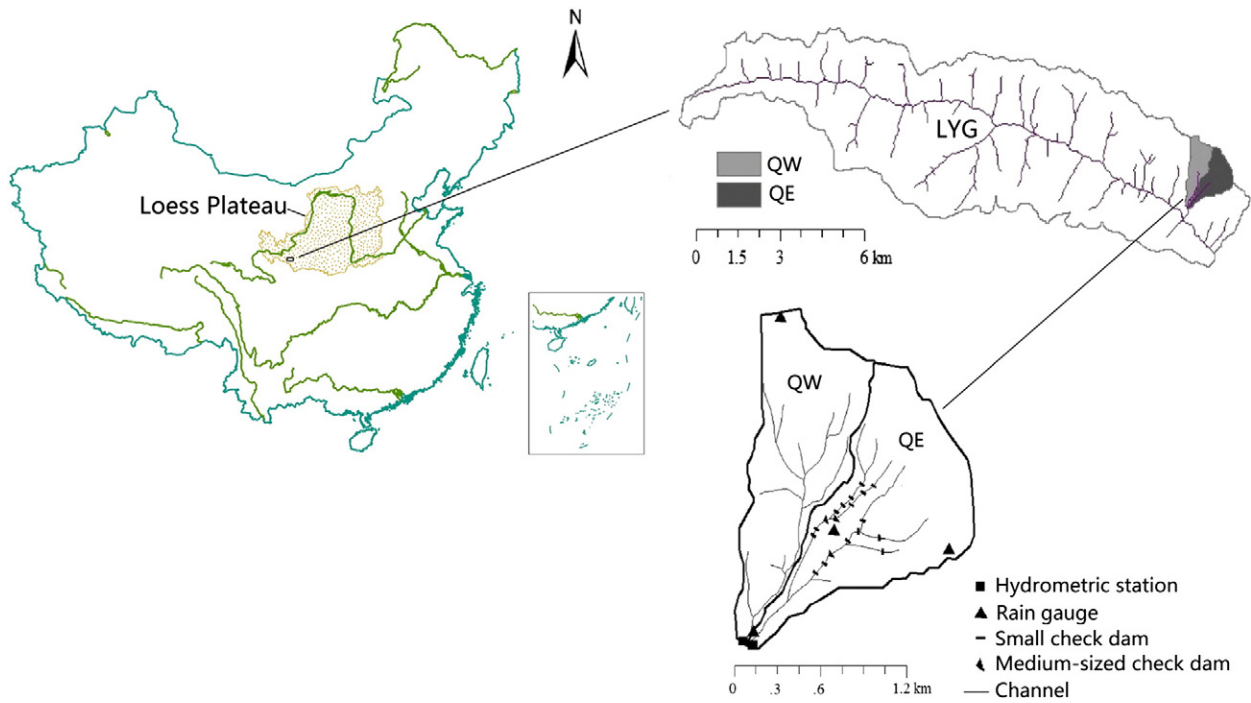 N
Loess Plateau
LYG
QW
QE
0 1.5 3 6 km
QW
QE
Hydrometric station
Rain gauge
Small check dam
Medium-sized check dam
Channel
0 .3 .6 1.2 km